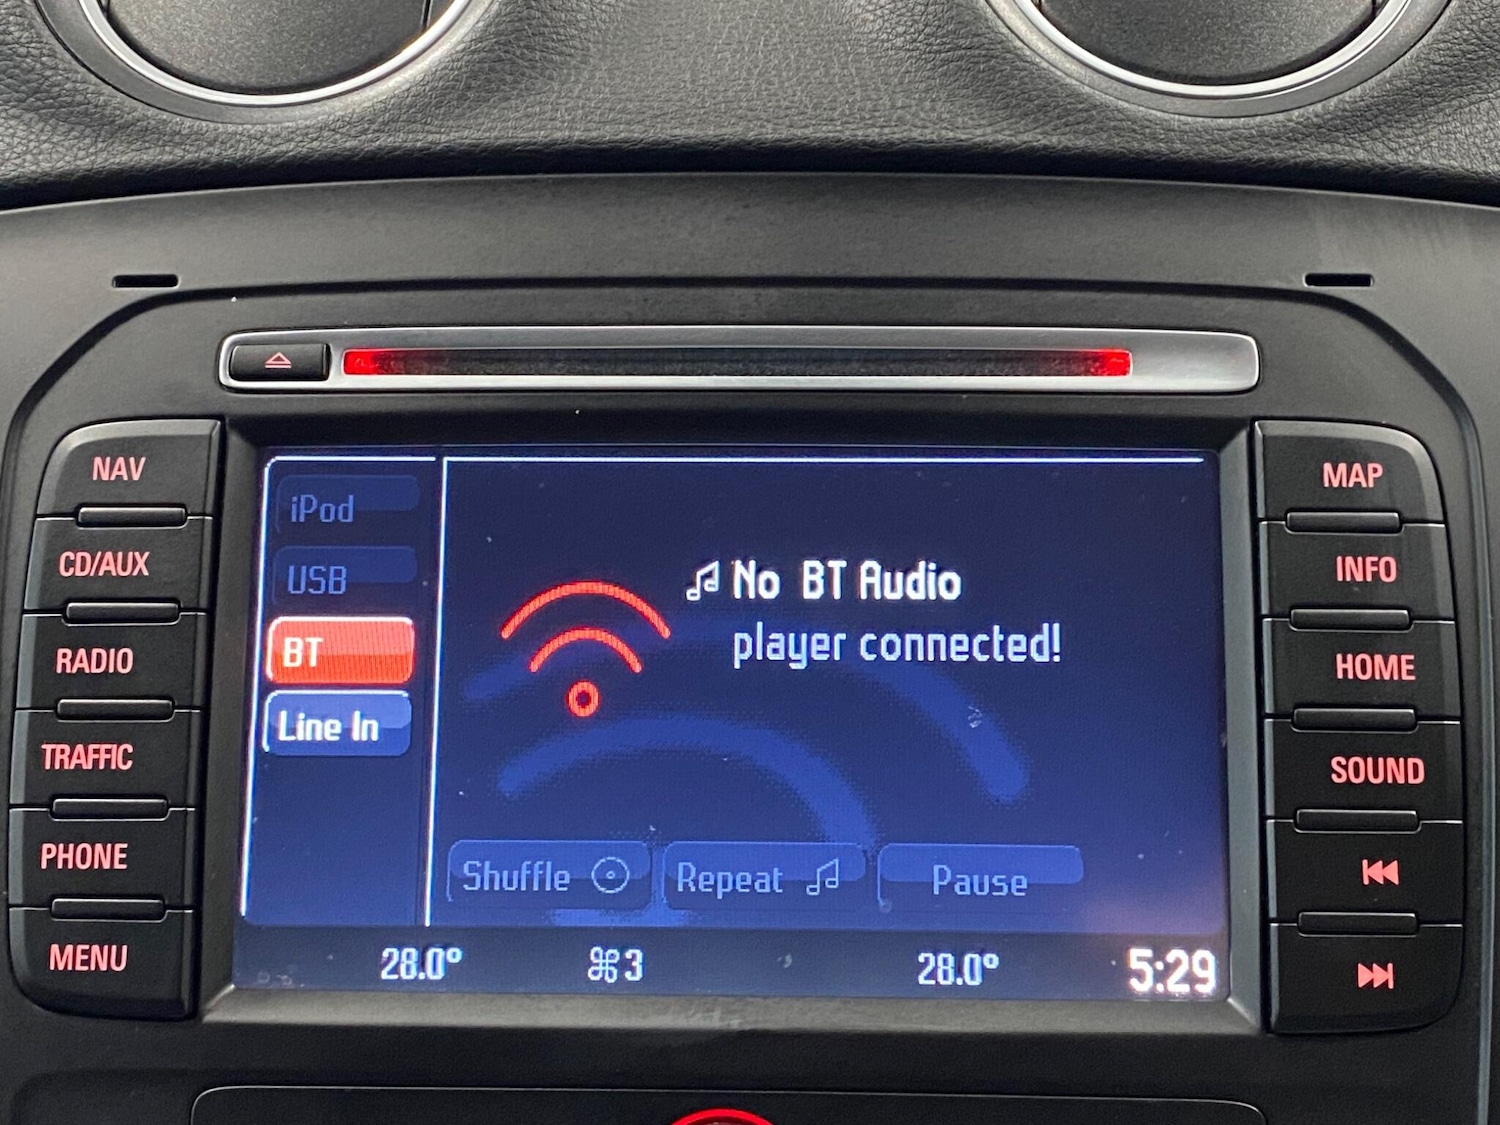 NAV
CD/AUX
RADIO
TRAFFIC
PHONE
MENU
iPod
USB
BT
Line In
No BT Audio
player connected!
Shuffle
Repeat
Pause
28.0°
⌘3
28.0°
5:29
MAP
INFO
HOME
SOUND